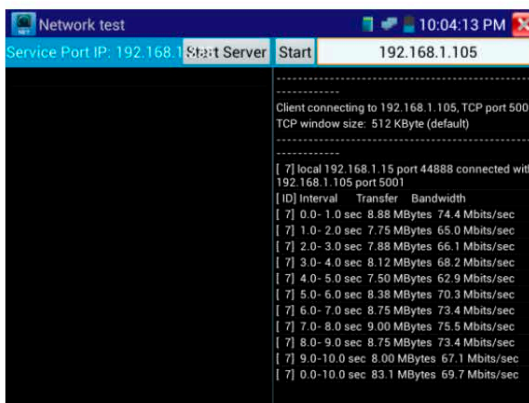 Network test
10:04:13 PM
Service Port IP: 192.168.1
Start Server
Start
192.168.1.105
------------------------------------------------
------------
Client connecting to 192.168.1.105, TCP port 500
TCP window size: 512 KByte (default)
------------------------------------------------
------------
[ 7] local 192.168.1.15 port 44888 connected wit
192.168.1.105 port 5001
[ ID] Interval Transfer Bandwidth
[ 7] 0.0- 1.0 sec 8.88 MBytes 74.4 Mbits/sec
[ 7] 1.0- 2.0 sec 7.75 MBytes 65.0 Mbits/sec
[ 7] 2.0- 3.0 sec 7.88 MBytes 66.1 Mbits/sec
[ 7] 3.0- 4.0 sec 8.12 MBytes 68.2 Mbits/sec
[ 7] 4.0- 5.0 sec 7.50 MBytes 62.9 Mbits/sec
[ 7] 5.0- 6.0 sec 8.38 MBytes 70.3 Mbits/sec
[ 7] 6.0- 7.0 sec 8.75 MBytes 73.4 Mbits/sec
[ 7] 7.0- 8.0 sec 9.00 MBytes 75.5 Mbits/sec
[ 7] 8.0- 9.0 sec 8.75 MBytes 73.4 Mbits/sec
[ 7] 9.0-10.0 sec 8.00 MBytes 67.1 Mbits/sec
[ 7] 0.0-10.0 sec 83.1 MBytes 69.7 Mbits/sec